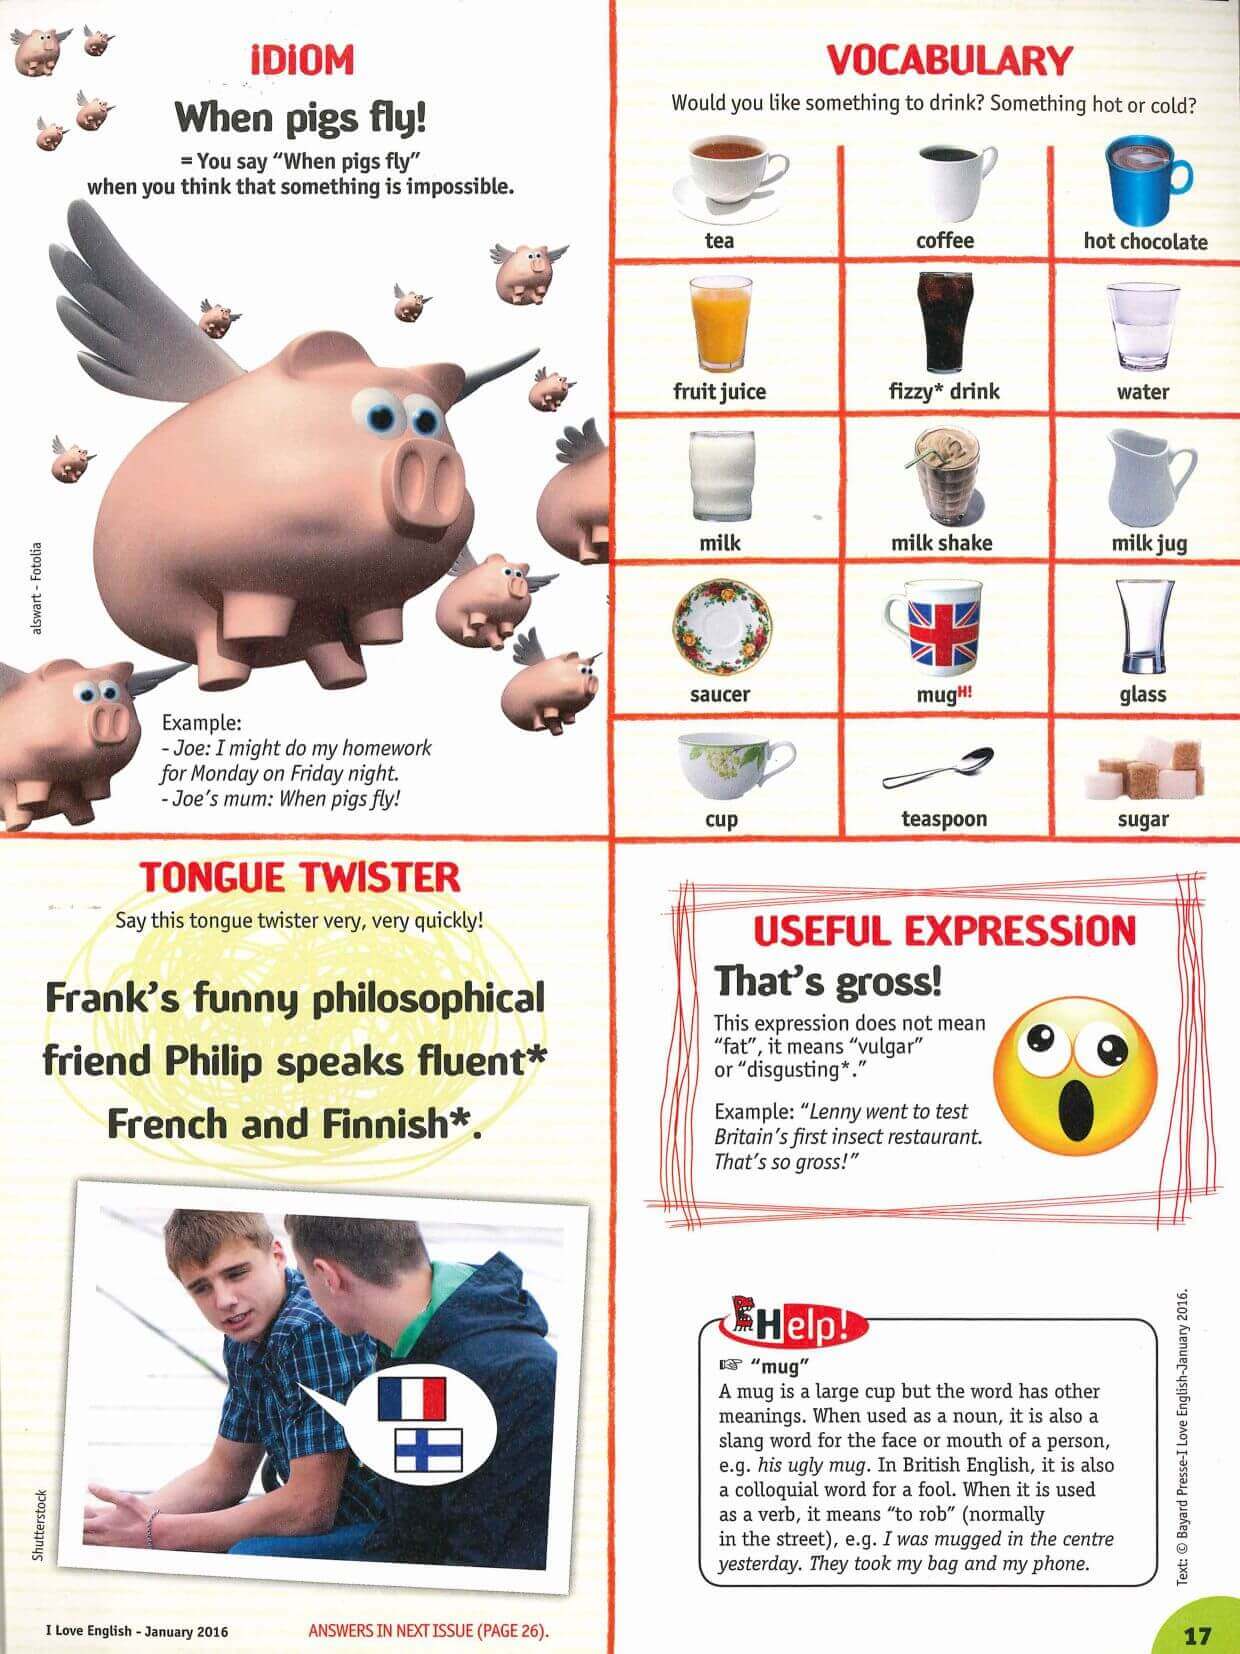 IDIOM
When pigs fly!
= You say “When pigs fly”
when you think that something is impossible.
alswart - Fotolia
Example:
- Joe: I might do my homework
for Monday on Friday night.
- Joe’s mum: When pigs fly!
VOCABULARY
Would you like something to drink? Something hot or cold?
tea
coffee
hot chocolate
fruit juice
fizzy* drink
water
milk
milk shake
milk jug
saucer
mugH!
glass
cup
teaspoon
sugar
TONGUE TWISTER
Say this tongue twister very, very quickly!
Frank’s funny philosophical
friend Philip speaks fluent*
French and Finnish*.
Shutterstock
USEFUL EXPRESSION
That’s gross!
This expression does not mean
“fat”, it means “vulgar”
or “disgusting*.”
Example: “Lenny went to test
Britain’s first insect restaurant.
That’s so gross!”
Help!
“mug”
A mug is a large cup but the word has other
meanings. When used as a noun, it is also a
slang word for the face or mouth of a person,
e.g. his ugly mug. In British English, it is also
a colloquial word for a fool. When it is used
as a verb, it means “to rob” (normally
in the street), e.g. I was mugged in the centre
yesterday. They took my bag and my phone.
Text: © Bayard Presse-I Love English-January 2016.
I Love English - January 2016
ANSWERS IN NEXT ISSUE (PAGE 26).
17